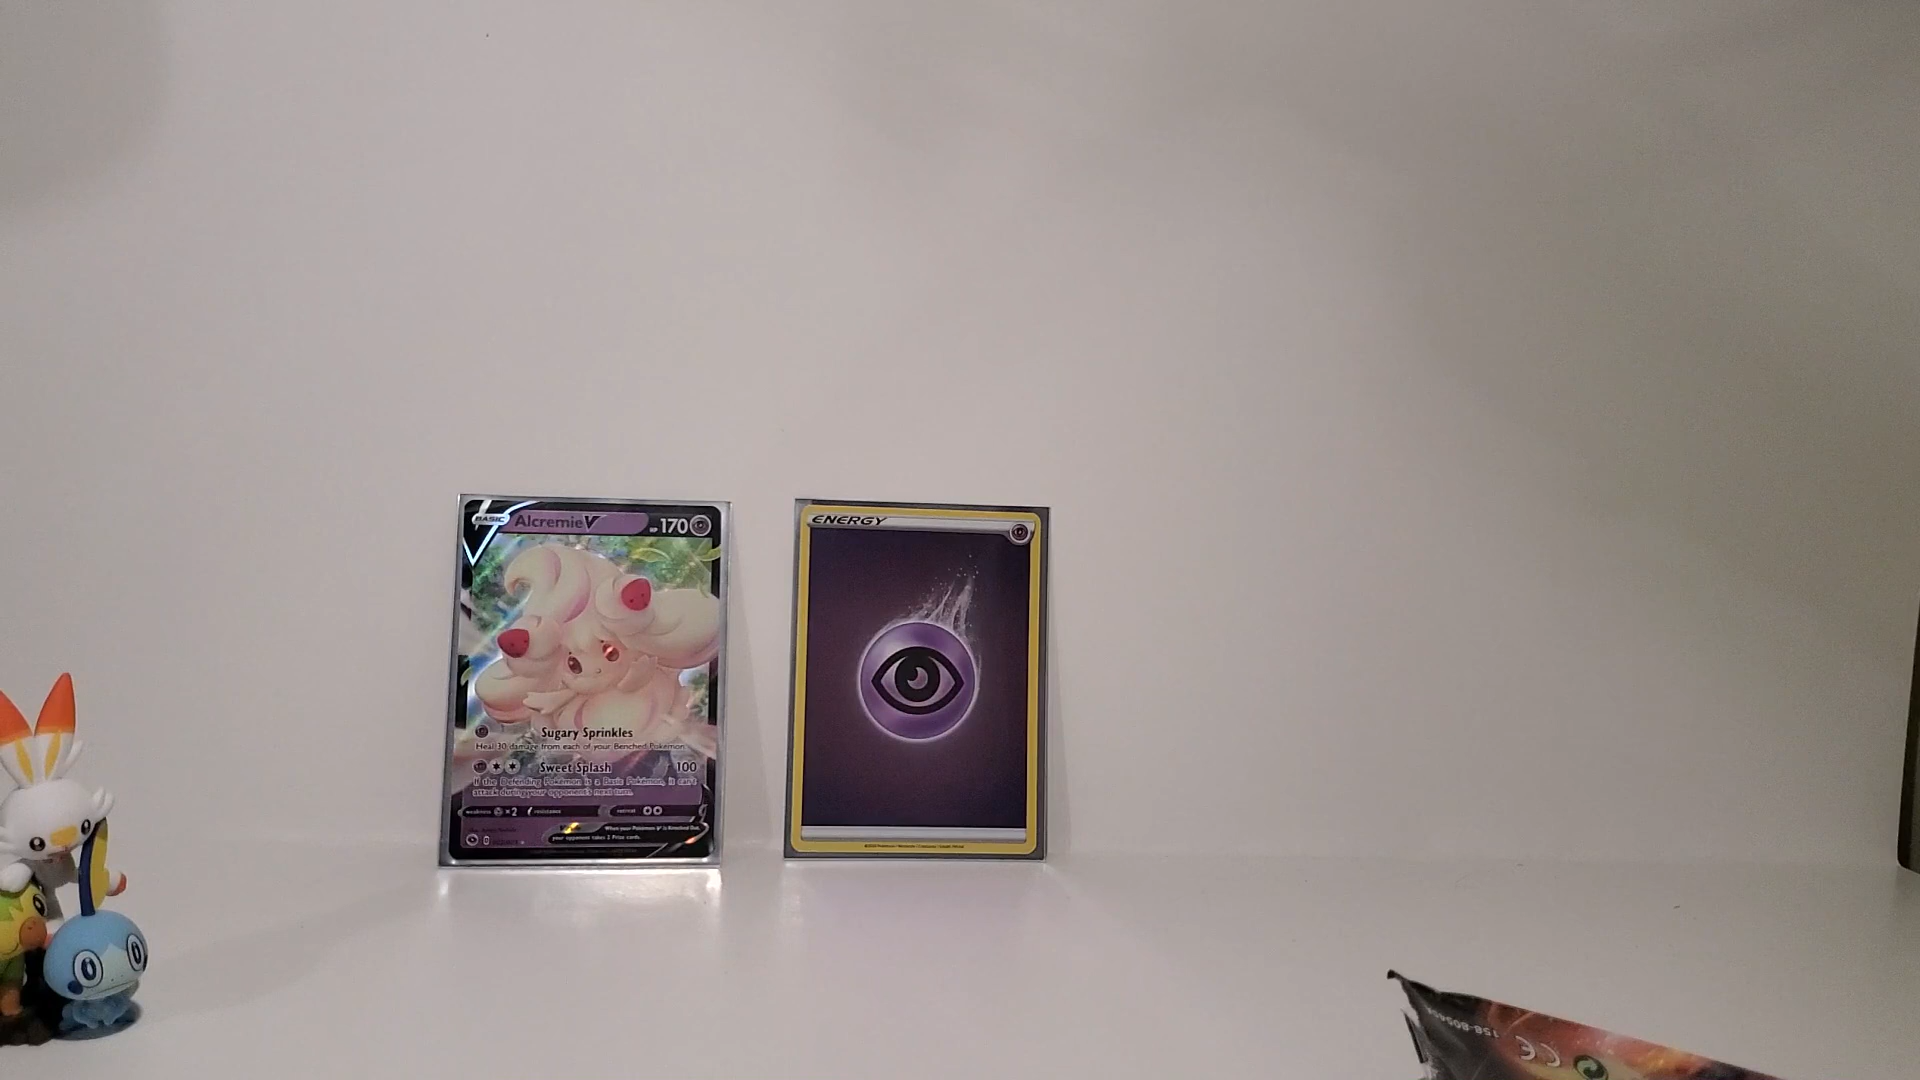 BASIC
Alcremie V
HP 170
Sugary Sprinkles
Heal 30 damage from each of your Benched Pokémon.
Sweet Splash 100
If the Defending Pokémon is a Basic Pokémon, it can't
attack during your opponent's next turn.
weakness ×2 resistance retreat
When your Pokémon V is Knocked Out,
your opponent takes 2 Prize cards.
ENERGY
CE